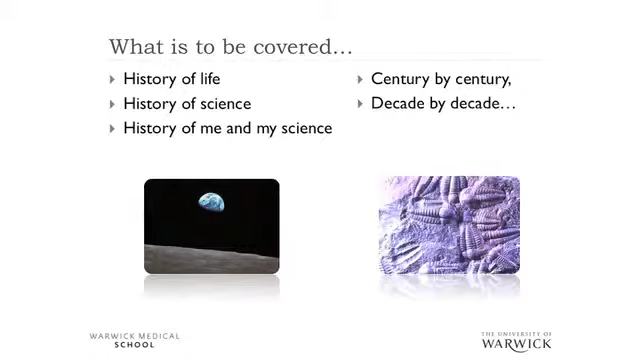 What is to be covered...
History of life
History of science
History of me and my science
Century by century,
Decade by decade...
WARWICK MEDICAL
SCHOOL
THE UNIVERSITY OF
WARWICK